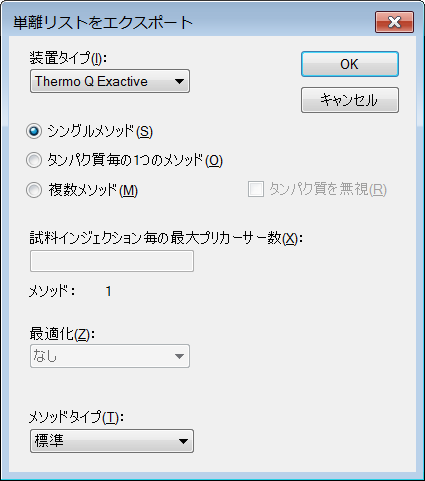 単離リストをエクスポート
装置タイプ(I):
Thermo Q Exactive
OK
キャンセル
シングルメソッド(S)
タンパク質毎の1つのメソッド(O)
複数メソッド(M)
タンパク質を無視(R)
試料インジェクション毎の最大プリカーサー数(X):
メソッド： 1
最適化(Z):
なし
メソッドタイプ(T):
標準